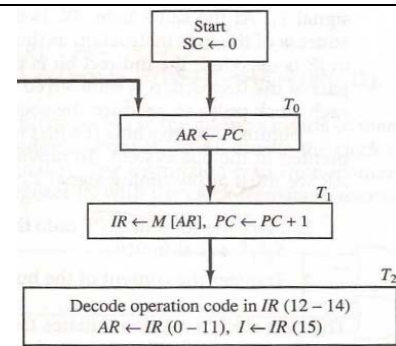 Start
SC ← 0
T₀
AR ← PC
T₁
IR ← M [AR], PC ← PC + 1
T₂
Decode operation code in IR (12 – 14)
AR ← IR (0 – 11), I ← IR (15)